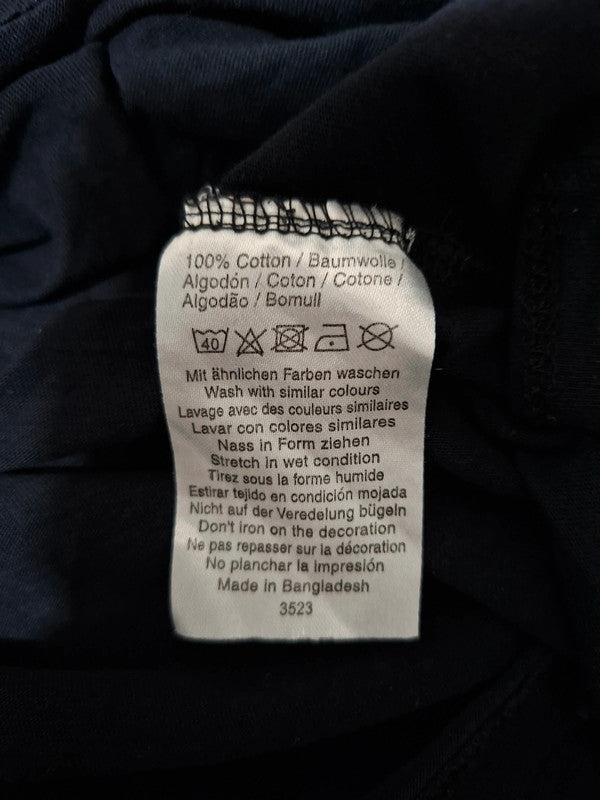 100% Cotton / Baumwolle /
Algodón / Coton / Cotone /
Algodão / Bomull
40
Mit ähnlichen Farben waschen
Wash with similar colours
Lavage avec des couleurs similaires
Lavar con colores similares
Nass in Form ziehen
Stretch in wet condition
Tirez sous la forme humide
Estirar tejido en condición mojada
Nicht auf der Veredelung bügeln
Don't iron on the decoration
Ne pas repasser sur la décoration
No planchar la impresión
Made in Bangladesh
3523